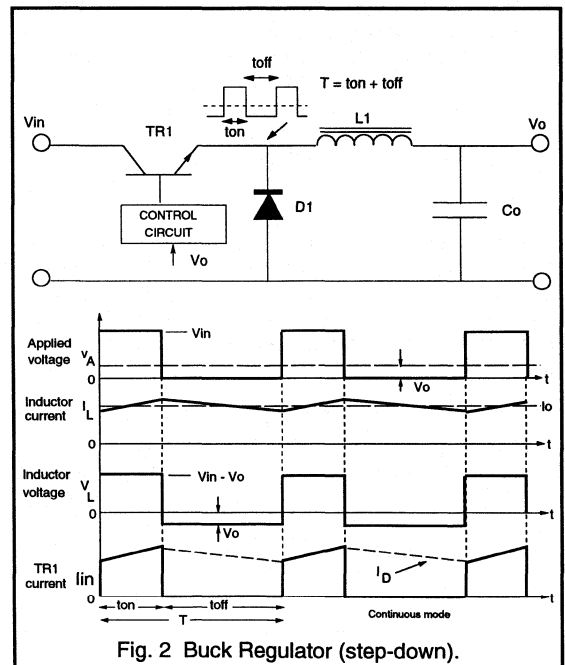 toff
T = ton + toff
ton
Vin
TR1
L1
Vo
D1
Co
CONTROL
CIRCUIT
Vo
Applied
voltage
VA
Vin
0
Vo
t
Inductor
current
IL
Io
0
t
Inductor
voltage
VL
Vin - Vo
0
Vo
t
TR1
current
Iin
ID
0
t
ton
toff
T
Continuous mode
Fig. 2 Buck Regulator (step-down).